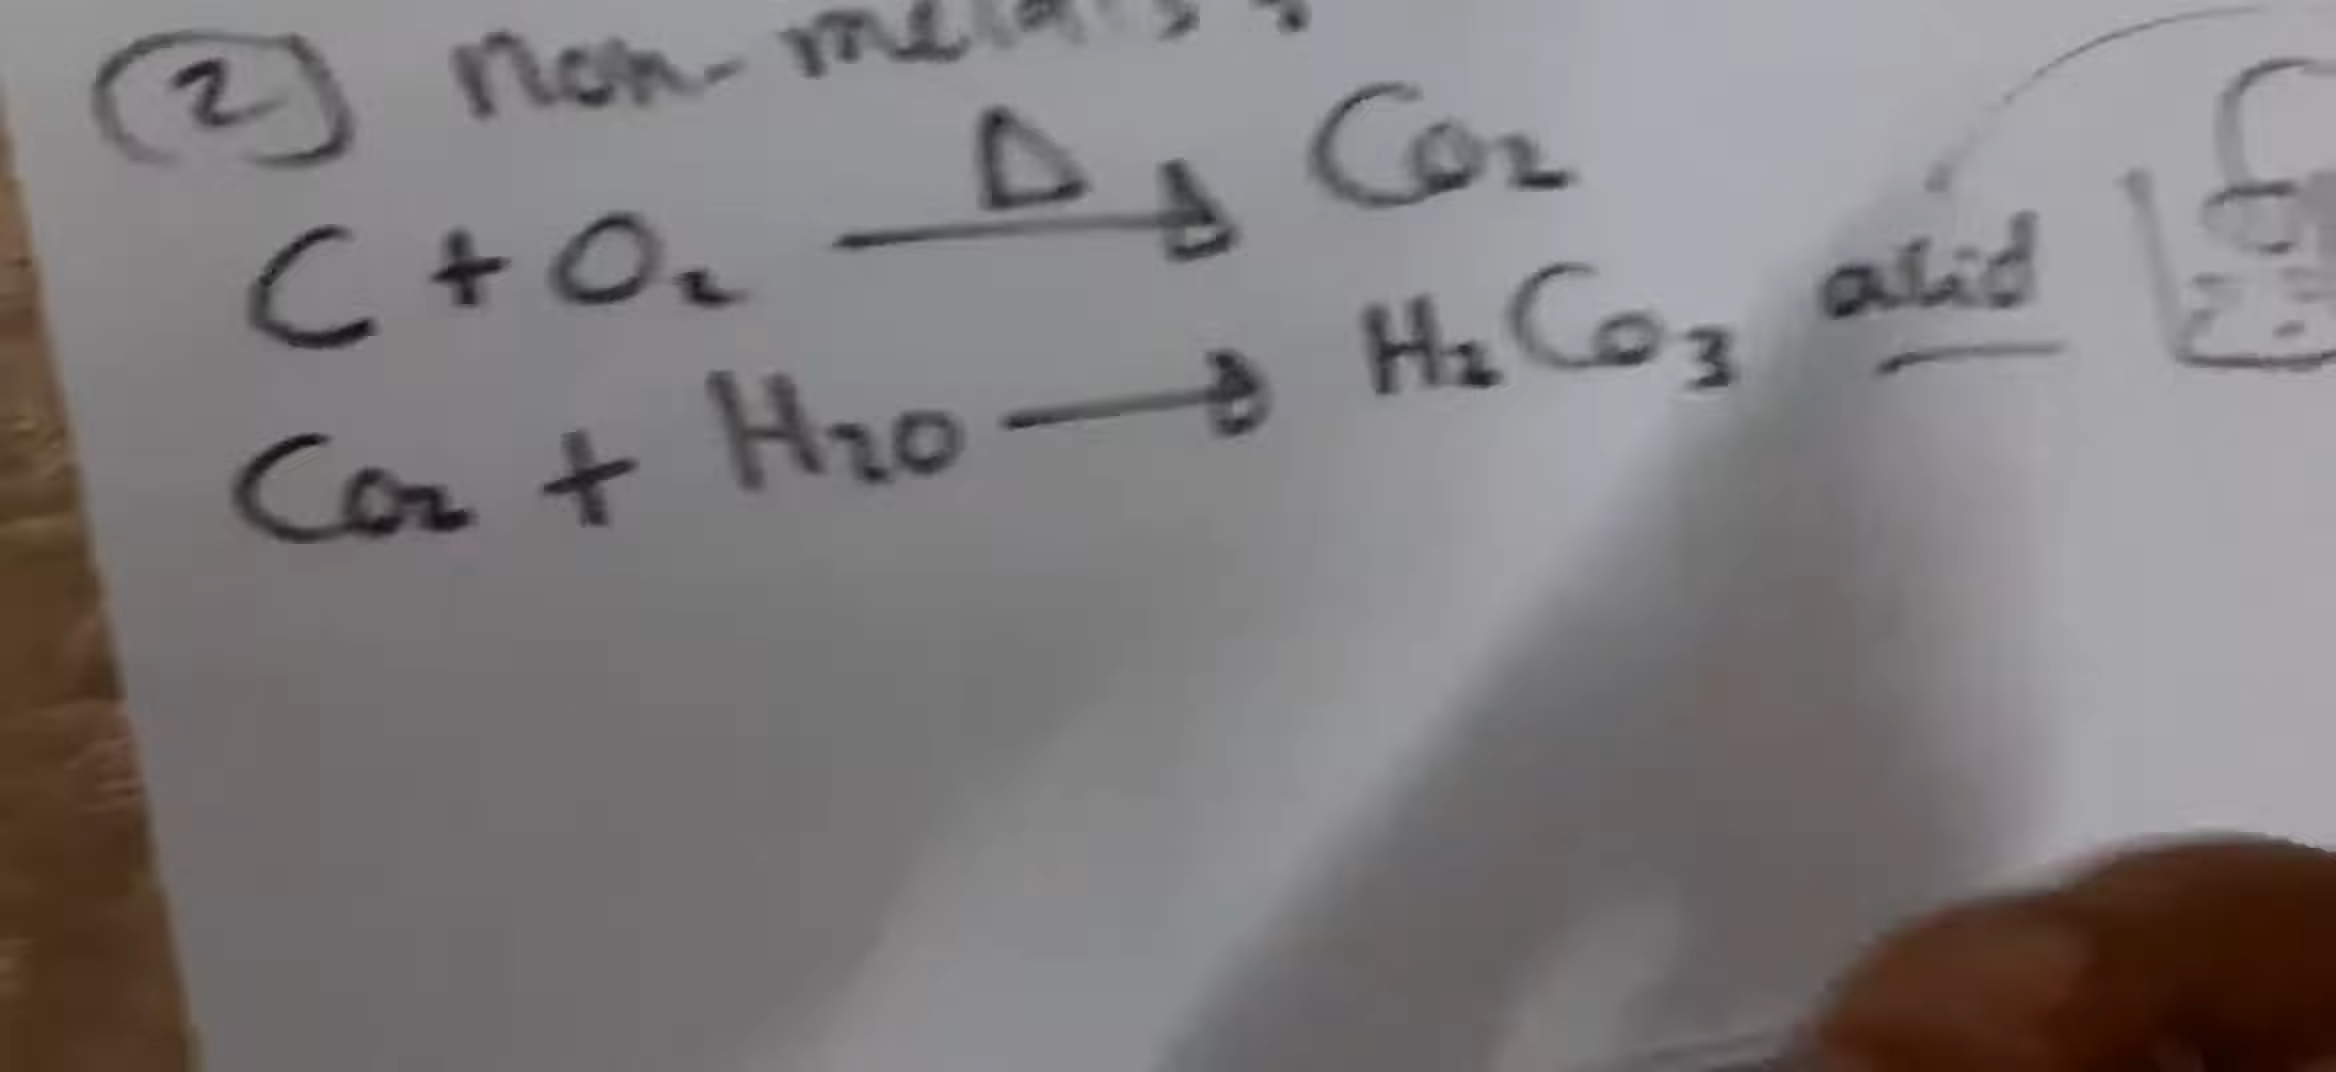 ② Non-metals:
C + O₂ —Δ→ Co₂
Co₂ + H₂o → H₂Co₃ acid